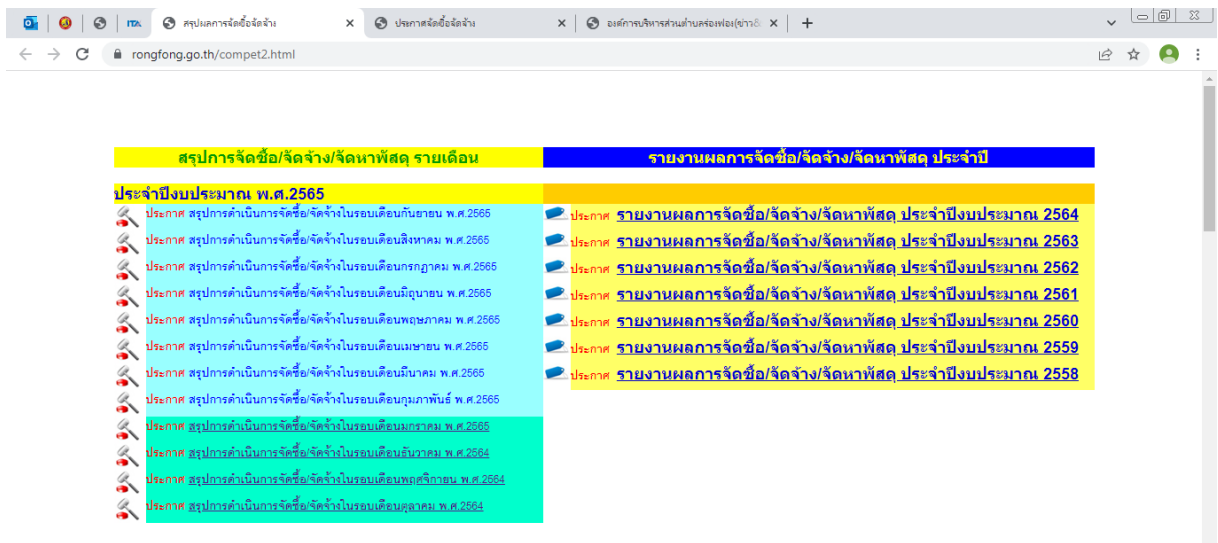 ITA
สรุปผลการจัดซื้อจัดจ้าง
ประกาศจัดซื้อจัดจ้าง
rongfong.go.th/compet2.html
สรุปการจัดซื้อ/จัดจ้าง/จัดหาพัสดุ รายเดือน
ประจำปีงบประมาณ พ.ศ.2565
ประกาศ สรุปการดำเนินการจัดซื้อ/จัดจ้างในรอบเดือนกันยายน พ.ศ.2565
ประกาศ สรุปการดำเนินการจัดซื้อ/จัดจ้างในรอบเดือนสิงหาคม พ.ศ.2565
ประกาศ สรุปการดำเนินการจัดซื้อ/จัดจ้างในรอบเดือนกรกฏาคม พ.ศ.2565
ประกาศ สรุปการดำเนินการจัดซื้อ/จัดจ้างในรอบเดือนมิถุนายน พ.ศ.2565
ประกาศ สรุปการดำเนินการจัดซื้อ/จัดจ้างในรอบเดือนพฤษภาคม พ.ศ.2565
ประกาศ สรุปการดำเนินการจัดซื้อ/จัดจ้างในรอบเดือนเมษายน พ.ศ.2565
ประกาศ สรุปการดำเนินการจัดซื้อ/จัดจ้างในรอบเดือนมีนาคม พ.ศ.2565
ประกาศ สรุปการดำเนินการจัดซื้อ/จัดจ้างในรอบเดือนกุมภาพันธ์ พ.ศ.2565
ประกาศ สรุปการดำเนินการจัดซื้อ/จัดจ้างในรอบเดือนมกราคม พ.ศ.2565
ประกาศ สรุปการดำเนินการจัดซื้อ/จัดจ้างในรอบเดือนธันวาคม พ.ศ.2564
ประกาศ สรุปการดำเนินการจัดซื้อ/จัดจ้างในรอบเดือนพฤศจิกายน พ.ศ.2564
ประกาศ สรุปการดำเนินการจัดซื้อ/จัดจ้างในรอบเดือนตุลาคม พ.ศ.2564
รายงานผลการจัดซื้อ/จัดจ้าง/จัดหาพัสดุ ประจำปี
ประกาศ รายงานผลการจัดซื้อ/จัดจ้าง/จัดหาพัสดุ ประจำปีงบประมาณ 2564
ประกาศ รายงานผลการจัดซื้อ/จัดจ้าง/จัดหาพัสดุ ประจำปีงบประมาณ 2563
ประกาศ รายงานผลการจัดซื้อ/จัดจ้าง/จัดหาพัสดุ ประจำปีงบประมาณ 2562
ประกาศ รายงานผลการจัดซื้อ/จัดจ้าง/จัดหาพัสดุ ประจำปีงบประมาณ 2561
ประกาศ รายงานผลการจัดซื้อ/จัดจ้าง/จัดหาพัสดุ ประจำปีงบประมาณ 2560
ประกาศ รายงานผลการจัดซื้อ/จัดจ้าง/จัดหาพัสดุ ประจำปีงบประมาณ 2559
ประกาศ รายงานผลการจัดซื้อ/จัดจ้าง/จัดหาพัสดุ ประจำปีงบประมาณ 2558